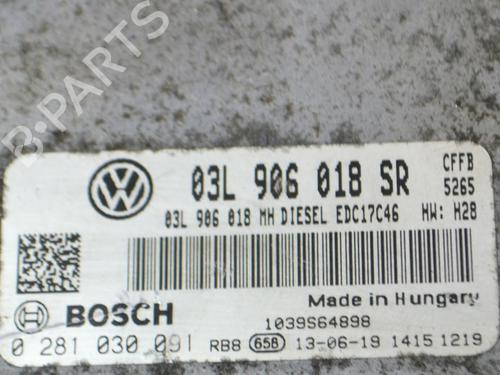 B-PARTS
03L 906 018 SR CFFB
5265
03L 906 018 MH DIESEL EDC17C46 HW: H28
Made in Hungary
BOSCH 1039S64898
0 281 030 091 RB8 658 13-06-19 1415 1219